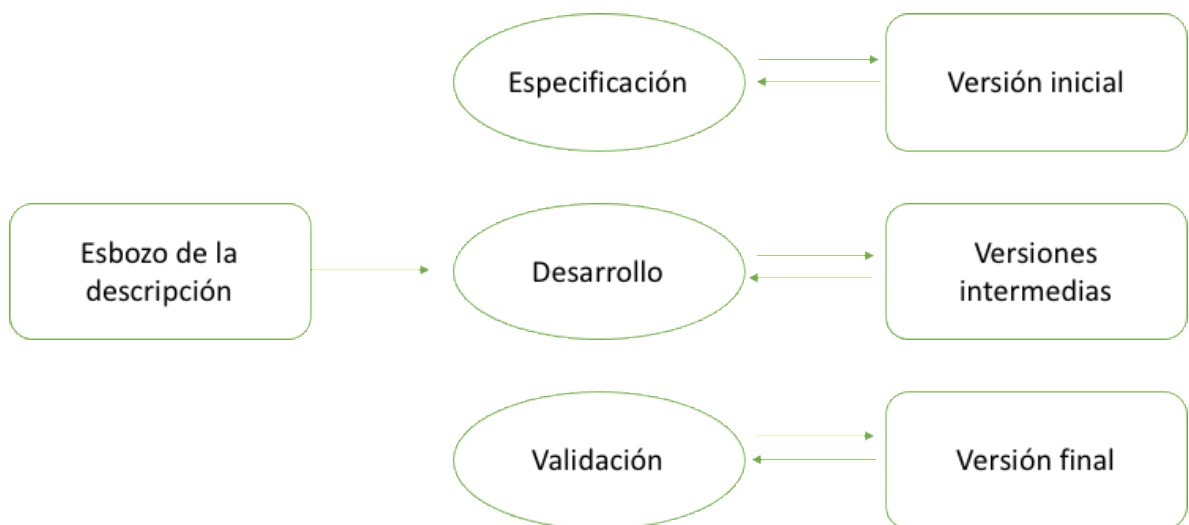 Especificación
Versión inicial
Esbozo de la
descripción
Desarrollo
Versiones
intermedias
Validación
Versión final